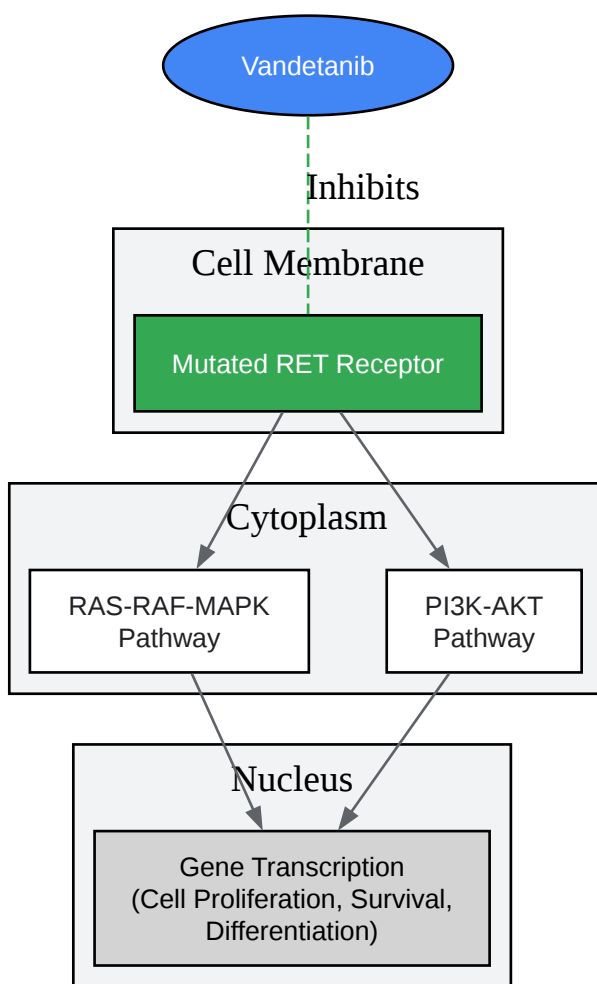 Vandetanib
Inhibits
Cell Membrane
Mutated RET Receptor
Cytoplasm
RAS-RAF-MAPK
Pathway
PI3K-AKT
Pathway
Nucleus
Gene Transcription
(Cell Proliferation, Survival,
Differentiation)